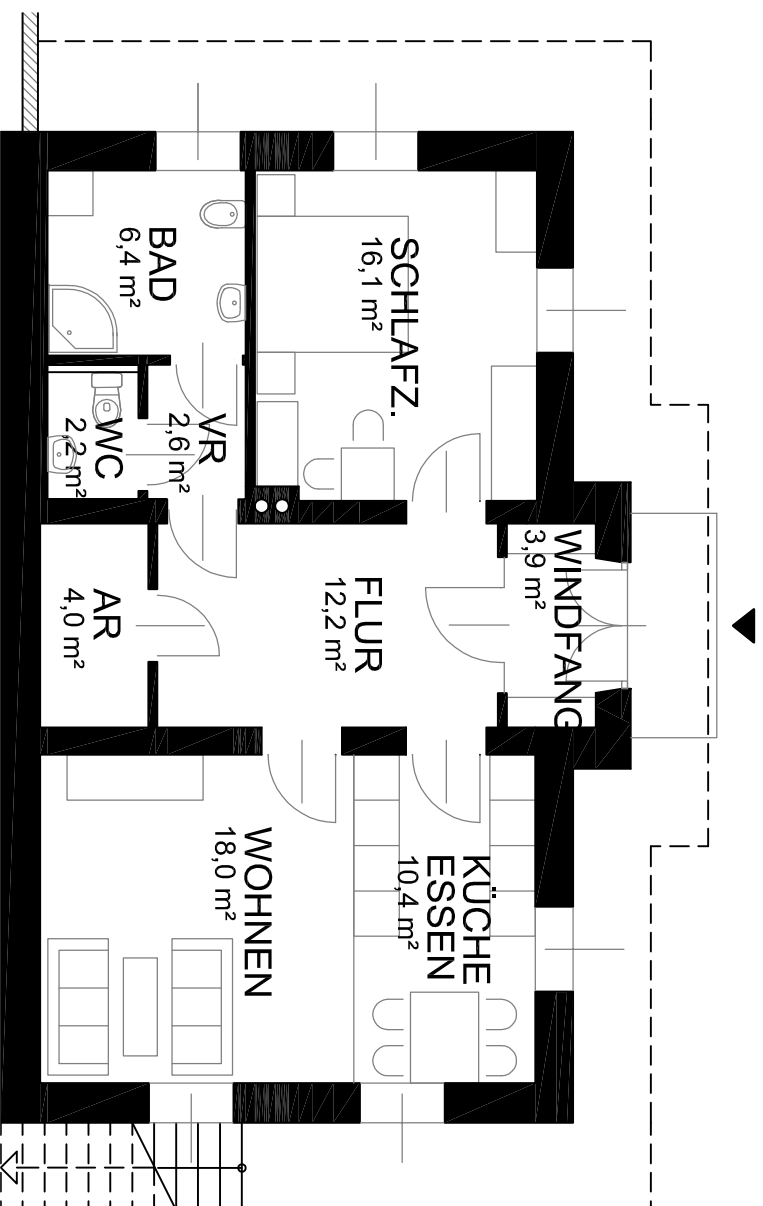 BAD
6,4 m²
SCHLAFZ.
16,1 m²
WC
2,2 m²
VR
2,6 m²
AR
4,0 m²
FLUR
12,2 m²
WINDFANG
3,9 m²
WOHNEN
18,0 m²
KÜCHE
ESSEN
10,4 m²